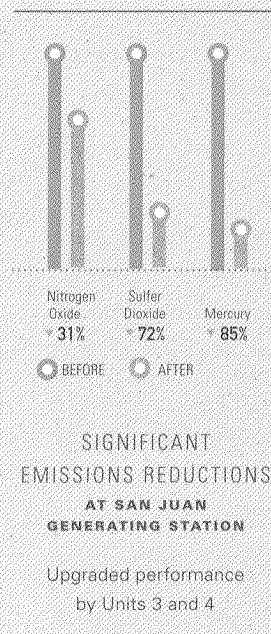 Nitrogen Oxide ▼ 31%
Sulfer Dioxide ▼ 72%
Mercury ▼ 85%
BEFORE AFTER
SIGNIFICANT
EMISSIONS REDUCTIONS
AT SAN JUAN
GENERATING STATION
Upgraded performance
by Units 3 and 4